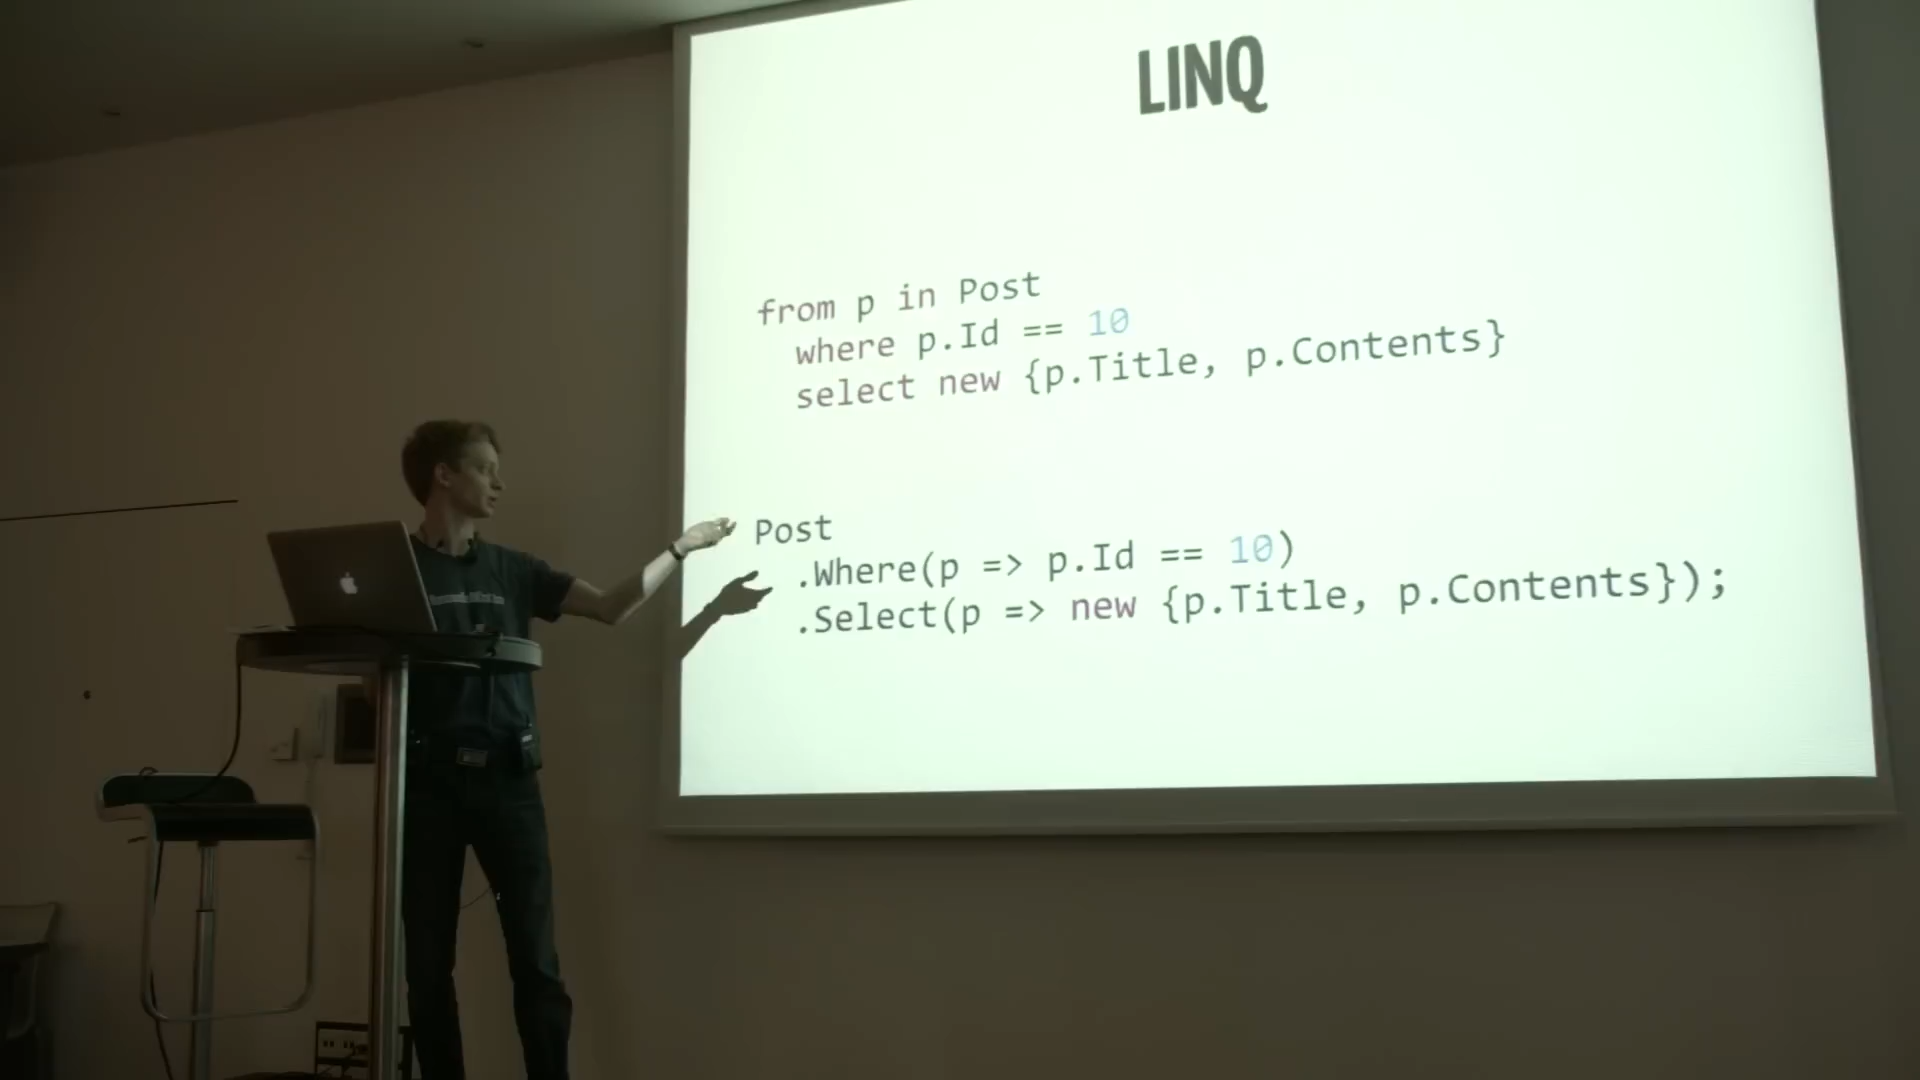 LINQ
from p in Post
where p.Id == 10
select new {p.Title, p.Contents}
Post
.Where(p => p.Id == 10)
.Select(p => new {p.Title, p.Contents});